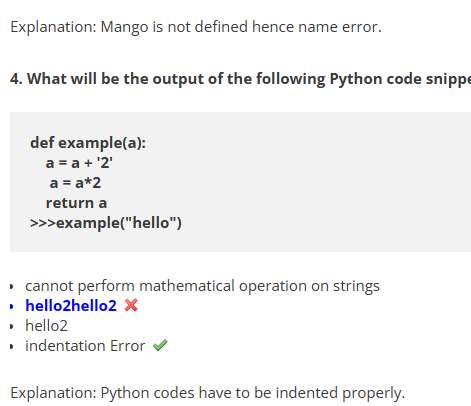 Explanation: Mango is not defined hence name error.
4. What will be the output of the following Python code snippe
def example(a):
a = a + '2'
a = a*2
return a
>>>example("hello")
cannot perform mathematical operation on strings
hello2hello2
hello2
indentation Error
Explanation: Python codes have to be indented properly.